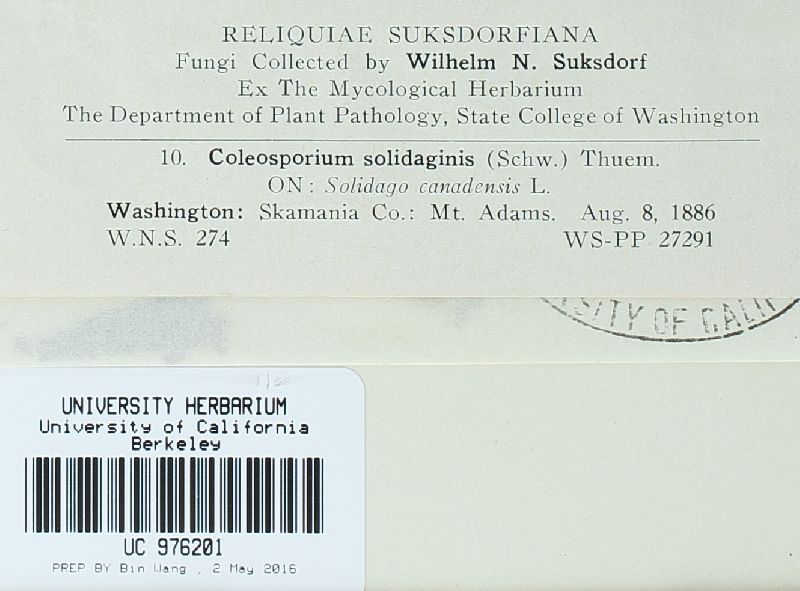 RELIQUIAE SUKSDORFIANA
Fungi Collected by Wilhelm N. Suksdorf
Ex The Mycological Herbarium
The Department of Plant Pathology, State College of Washington
10. Coleosporium solidaginis (Schw.) Thuem.
ON: Solidago canadensis L.
Washington: Skamania Co.: Mt. Adams. Aug. 8, 1886
W.N.S. 274 WS-PP 27291
SITY OF CALI
UNIVERSITY HERBARIUM
University of California
Berkeley
UC 976201
PREP BY Bin Wang , 2 May 2016